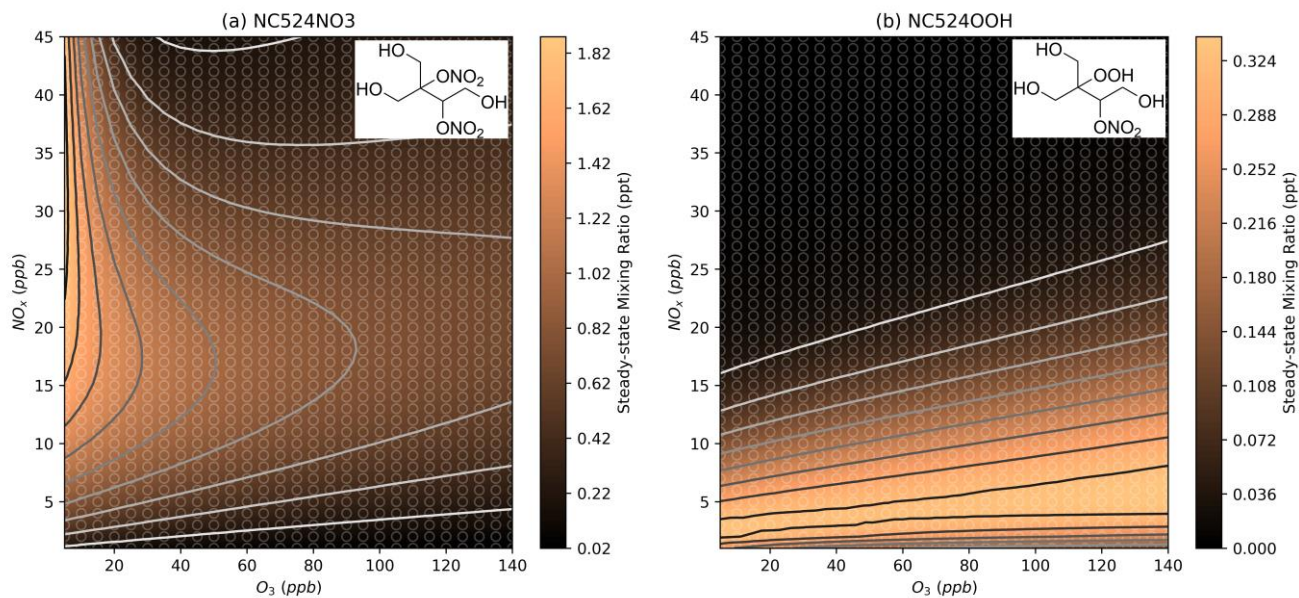 (a) NC524NO3
45
40
35
30
25
20
15
10
5
20
40
60
80
100
120
140
NOx (ppb)
O3 (ppb)
HO
ONO2
HO
OH
ONO2
1.82
1.62
1.42
1.22
1.02
0.82
0.62
0.42
0.22
0.02
Steady-state Mixing Ratio (ppt)
(b) NC524OOH
45
40
35
30
25
20
15
10
5
20
40
60
80
100
120
140
NOx (ppb)
O3 (ppb)
HO
OOH
HO
OH
ONO2
0.324
0.288
0.252
0.216
0.180
0.144
0.108
0.072
0.036
0.000
Steady-state Mixing Ratio (ppt)